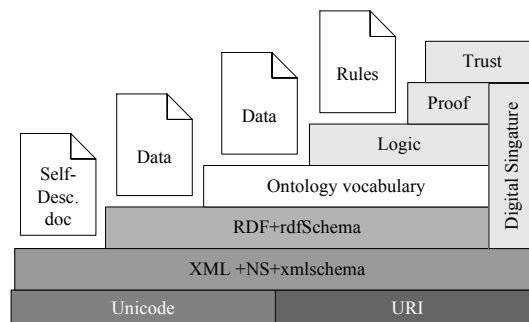 Trust
Rules
Proof
Data
Logic
Data
Digital Singature
Self-
Desc.
doc
Ontology vocabulary
RDF+rdfSchema
XML +NS+xmlschema
Unicode
URI